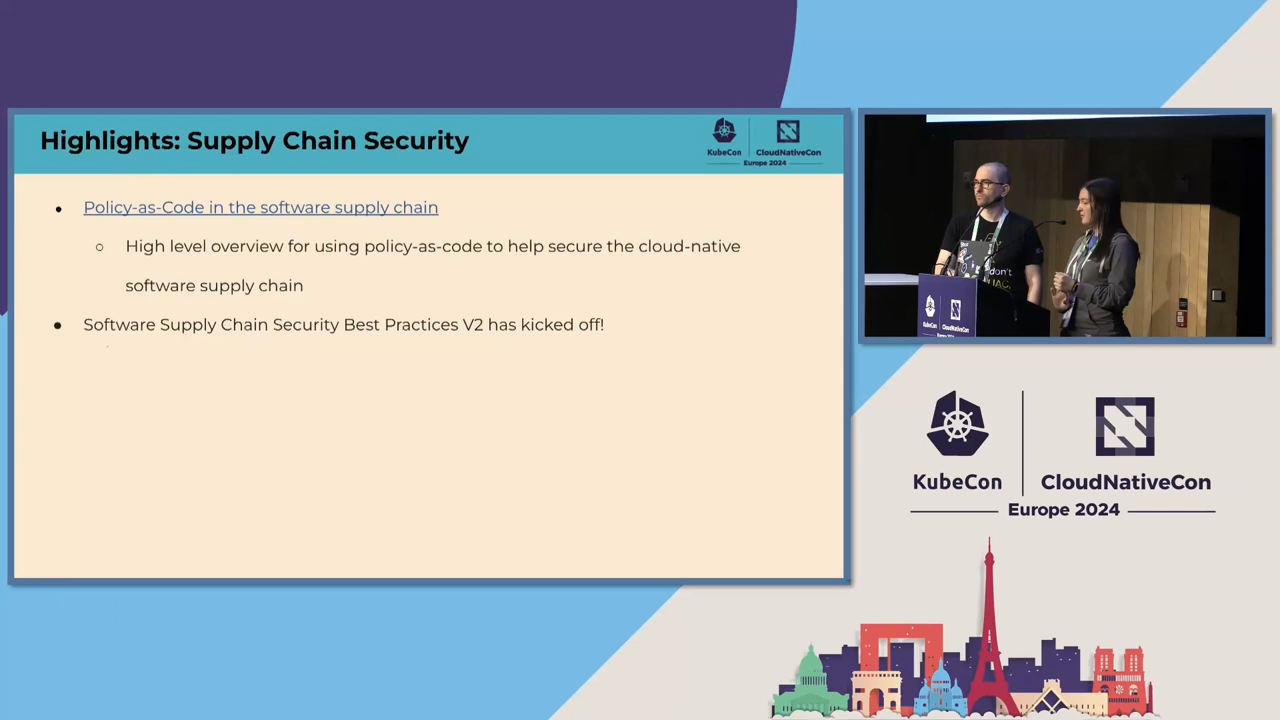 Highlights: Supply Chain Security
KubeCon
CloudNativeCon
Europe 2024
● Policy-as-Code in the software supply chain
○ High level overview for using policy-as-code to help secure the cloud-native
software supply chain
● Software Supply Chain Security Best Practices V2 has kicked off!
don't
KubeCon
CloudNativeCon
KubeCon
CloudNativeCon
Europe 2024